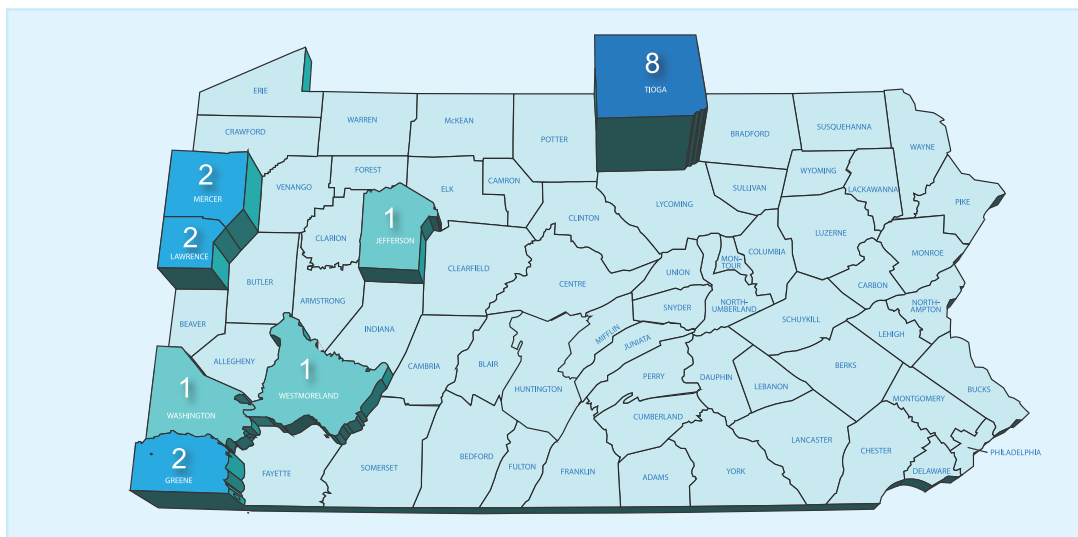 8
TIOGA
ERIE
WARREN
McKEAN
POTTER
BRADFORD
SUSQUEHANNA
WAYNE
CRAWFORD
2
MERCER
VENANGO
FOREST
ELK
CAMRON
SULLIVAN
WYOMING
LACKAWANNA
PIKE
LYCOMING
CLINTON
1
JEFFERSON
CLARION
2
LAWRENCE
LUZERNE
MONROE
COLUMBIA
MON-
TOUR
UNION
CLEARFIELD
CENTRE
BUTLER
ARMSTRONG
CARBON
NORTH-
AMPTON
SNYDER
NORTH-
UMBERLAND
SCHUYKILL
BEAVER
INDIANA
MIFFLIN
JUNIATA
LEHIGH
ALLEGHENY
1
WESTMORELAND
CAMBRIA
BLAIR
HUNTINGTON
PERRY
DAUPHIN
LEBANON
BERKS
BUCKS
MONTGOMERY
1
WASHINGTON
CUMBERLAND
LANCASTER
CHESTER
PHILADELPHIA
DELAWARE
2
GREENE
FAYETTE
SOMERSET
BEDFORD
FULTON
FRANKLIN
ADAMS
YORK